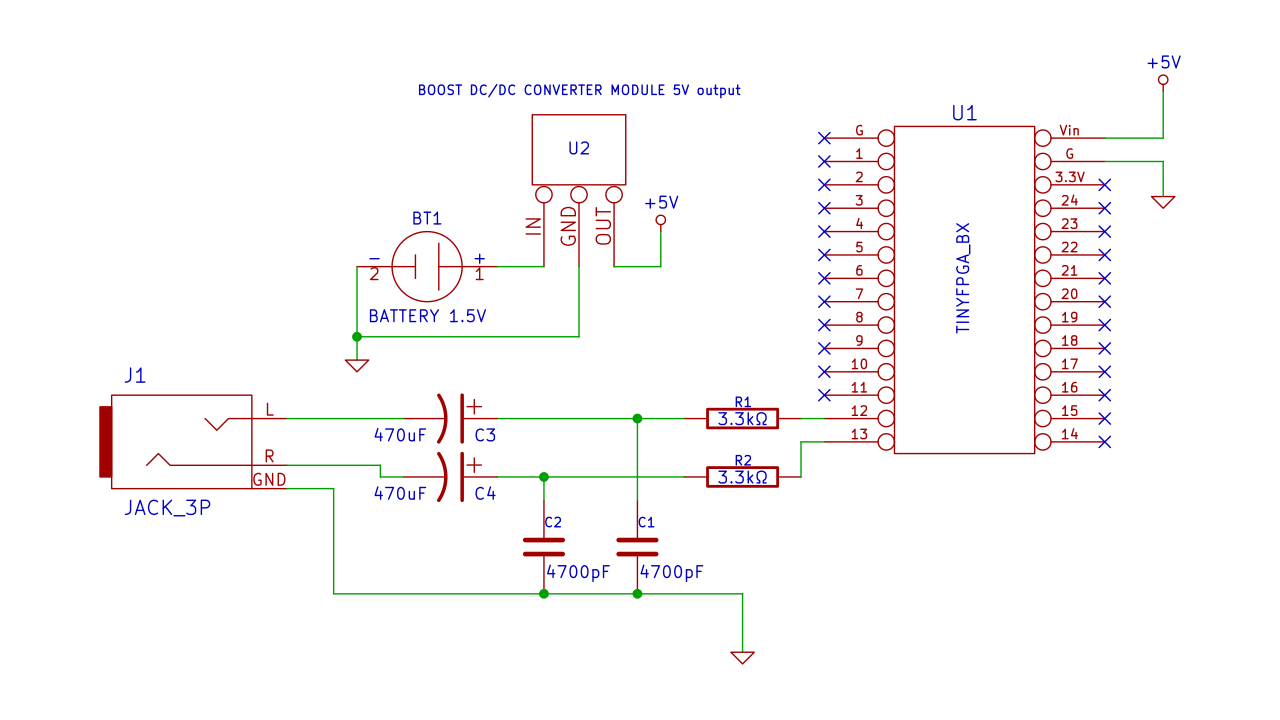 BOOST DC/DC CONVERTER MODULE 5V output
U2
IN
GND
OUT
+5V
BT1
-
+
2
1
BATTERY 1.5V
J1
L
R
GND
JACK_3P
470uF
C3
+
470uF
C4
+
C2
4700pF
C1
4700pF
R1
3.3kΩ
R2
3.3kΩ
U1
TINYFPGA_BX
G
1
2
3
4
5
6
7
8
9
10
11
12
13
Vin
G
3.3V
24
23
22
21
20
19
18
17
16
15
14
+5V